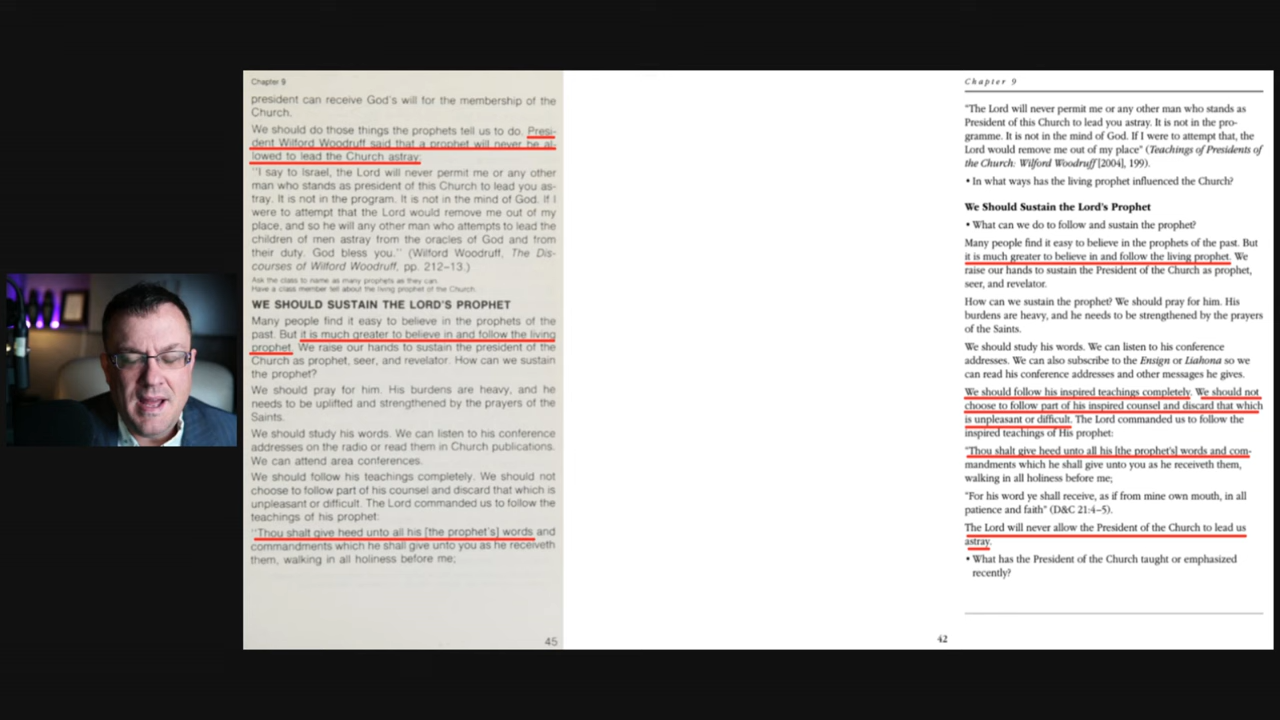 Chapter 9
president can receive God's will for the membership of the
Church.
We should do those things the prophets tell us to do. Presi-
dent Wilford Woodruff said that a prophet will never be al-
lowed to lead the Church astray:
"I say to Israel, the Lord will never permit me or any other
man who stands as president of this Church to lead you as-
tray. It is not in the program. It is not in the mind of God. If I
were to attempt that the Lord would remove me out of my
place, and so he will any other man who attempts to lead the
children of men astray from the oracles of God and from
their duty. God bless you." (Wilford Woodruff, The Dis-
courses of Wilford Woodruff, pp. 212–13.)
Ask the class to name as many prophets as they can.
Have a class member tell about the living prophet of the Church.
WE SHOULD SUSTAIN THE LORD'S PROPHET
Many people find it easy to believe in the prophets of the
past. But it is much greater to believe in and follow the living
prophet. We raise our hands to sustain the president of the
Church as prophet, seer, and revelator. How can we sustain
the prophet?
We should pray for him. His burdens are heavy, and he
needs to be uplifted and strengthened by the prayers of the
Saints.
We should study his words. We can listen to his conference
addresses on the radio or read them in Church publications.
We can attend area conferences.
We should follow his teachings completely. We should not
choose to follow part of his counsel and discard that which is
unpleasant or difficult. The Lord commanded us to follow the
teachings of his prophet:
"Thou shalt give heed unto all his [the prophet's] words and
commandments which he shall give unto you as he receiveth
them, walking in all holiness before me;
45
Chapter 9
"The Lord will never permit me or any other man who stands as
President of this Church to lead you astray. It is not in the pro-
gramme. It is not in the mind of God. If I were to attempt that, the
Lord would remove me out of my place" (Teachings of Presidents of
the Church: Wilford Woodruff [2004], 199).
• In what ways has the living prophet influenced the Church?
We Should Sustain the Lord's Prophet
• What can we do to follow and sustain the prophet?
Many people find it easy to believe in the prophets of the past. But
it is much greater to believe in and follow the living prophet. We
raise our hands to sustain the President of the Church as prophet,
seer, and revelator.
How can we sustain the prophet? We should pray for him. His
burdens are heavy, and he needs to be strengthened by the prayers
of the Saints.
We should study his words. We can listen to his conference
addresses. We can also subscribe to the Ensign or Liahona so we
can read his conference addresses and other messages he gives.
We should follow his inspired teachings completely. We should not
choose to follow part of his inspired counsel and discard that which
is unpleasant or difficult. The Lord commanded us to follow the
inspired teachings of His prophet:
"Thou shalt give heed unto all his [the prophet's] words and com-
mandments which he shall give unto you as he receiveth them,
walking in all holiness before me;
"For his word ye shall receive, as if from mine own mouth, in all
patience and faith" (D&C 21:4–5).
The Lord will never allow the President of the Church to lead us
astray.
• What has the President of the Church taught or emphasized
recently?
42